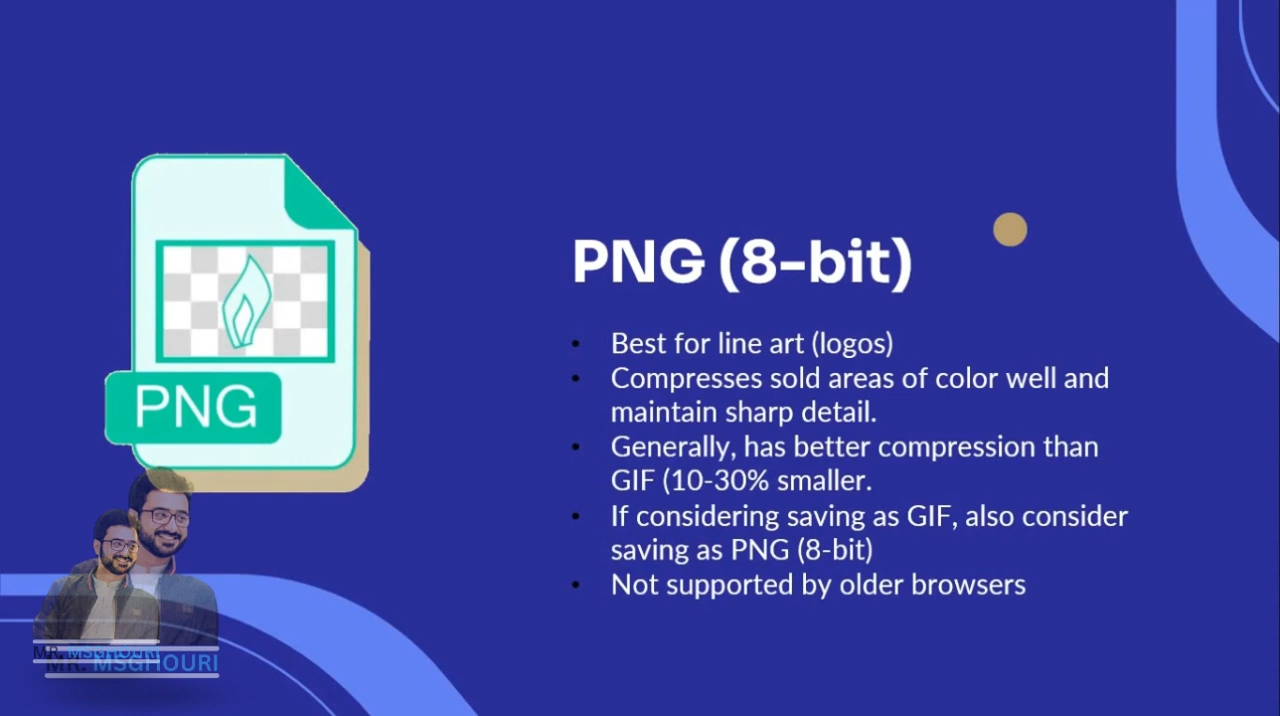 PNG (8-bit)
• Best for line art (logos)
• Compresses sold areas of color well and
maintain sharp detail.
• Generally, has better compression than
GIF (10-30% smaller.
• If considering saving as GIF, also consider
saving as PNG (8-bit)
• Not supported by older browsers
PNG
MR. MSGHOURI
MR. MSGHOURI